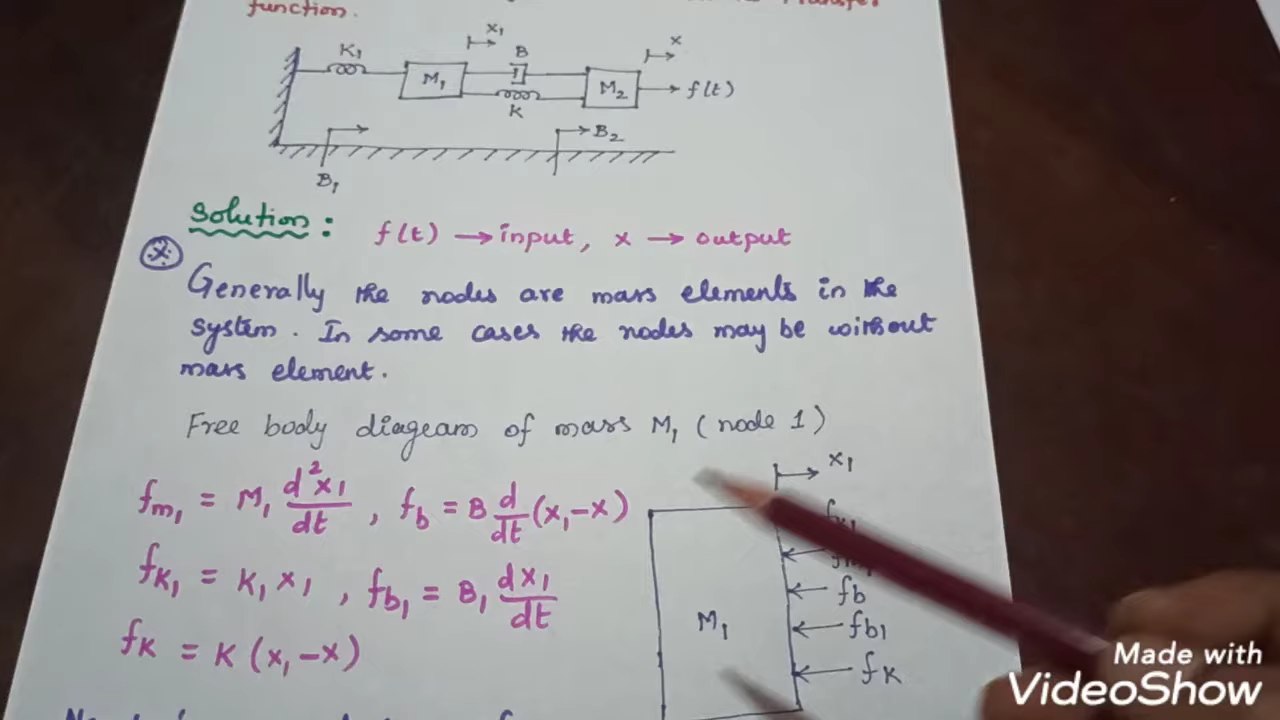 function.
Transfer
K1
x1
B
x
M1
M2
f(t)
K
B1
B2
Solution :
f(t) → input, x → output
Generally the nodes are mass elements in the
system. In some cases the nodes may be without
mass element.
Free body diagram of mass M1 (node 1)
fm1 = M1 d²x1/dt , fb = B d/dt (x1-x)
fK1 = K1 x1 , fb1 = B1 dx1/dt
fK = K (x1-x)
x1
fb
M1
fb1
fK
Made with
VideoShow